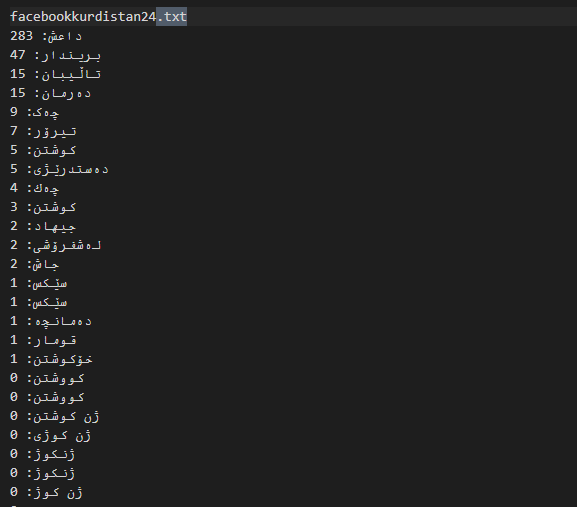 facebookkurdistan24.txt
داعش: 283
بریندار: 47
تاڵیبان: 15
دەرمان: 15
چەک: 9
تیرۆر: 7
کوشتن: 5
دەستدرێژی: 5
چەك: 4
كوشتن: 3
جیهاد: 2
لەشفرۆشی: 2
جاش: 2
سێکس: 1
سێكس: 1
دەمانچە: 1
قومار: 1
خۆکوشتن: 1
کووشتن: 0
كووشتن: 0
ژن کوشتن: 0
ژن کوژی: 0
ژنکوژ: 0
ژنكوژ: 0
ژن کوژ: 0